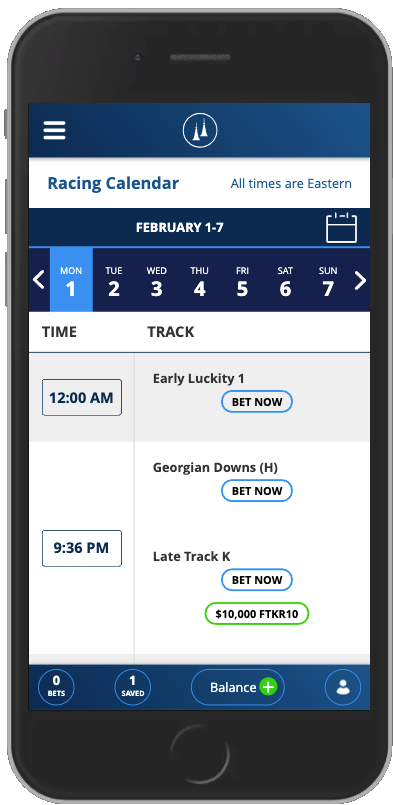 Racing Calendar All times are Eastern
FEBRUARY 1-7
MON TUE WED THU FRI SAT SUN
1 2 3 4 5 6 7
TIME TRACK
Early Luckity 1
12:00 AM
BET NOW
Georgian Downs (H)
BET NOW
9:36 PM
Late Track K
BET NOW
$10,000 FTKR10
0 BETS
1 SAVED
Balance +